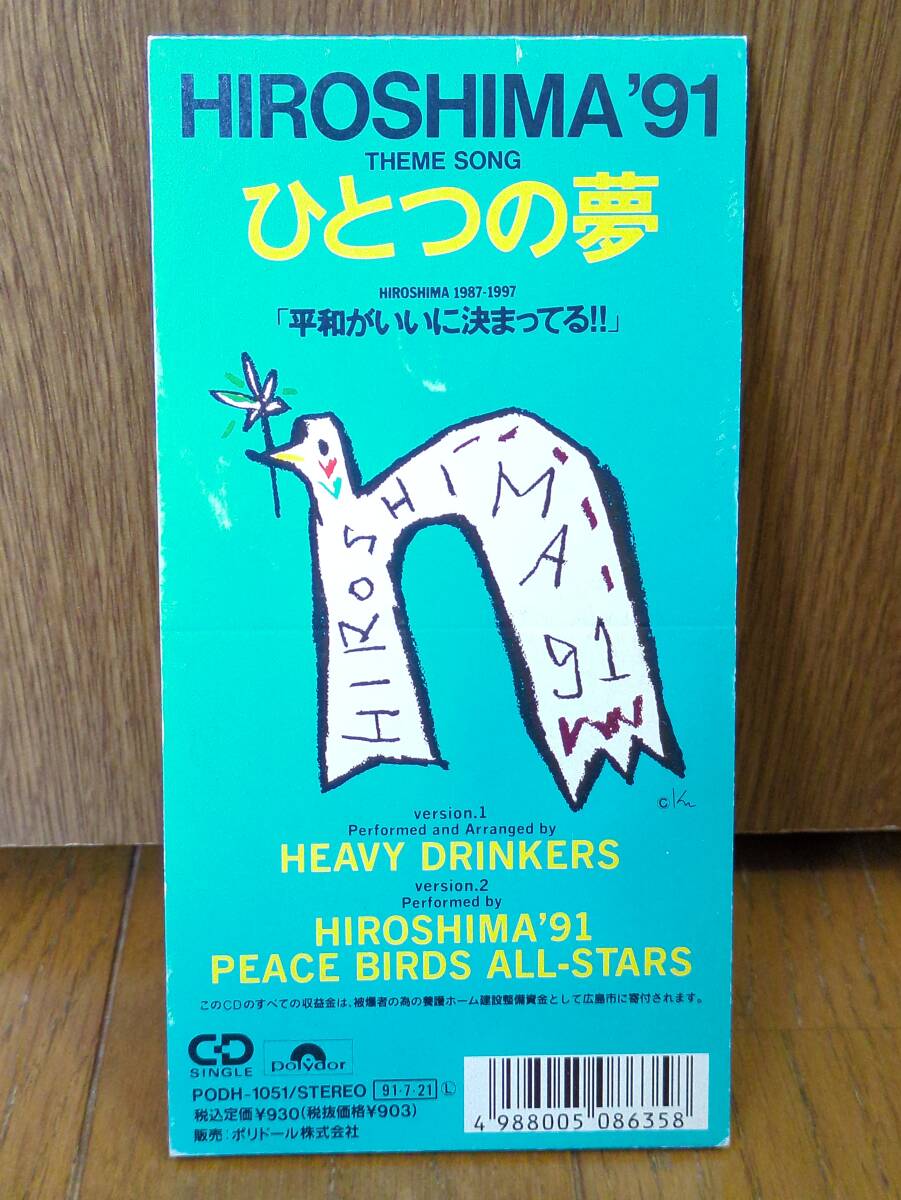 HIROSHIMA'91
THEME SONG
ひとつの夢
HIROSHIMA 1987-1997
「平和がいいに決まってる!!」
HIROSHIMA
91
version.1
Performed and Arranged by
HEAVY DRINKERS
version.2
Performed by
HIROSHIMA'91
PEACE BIRDS ALL-STARS
このCDのすべての収益金は、被爆者の為の養護ホーム建設整備資金として広島市に寄付されます。
CD
SINGLE
polydor
PODH-1051/STEREO 91·7·21 Ⓛ
税込定価¥930(税抜価格¥903)
販売：ポリドール株式会社
4 988005 086358